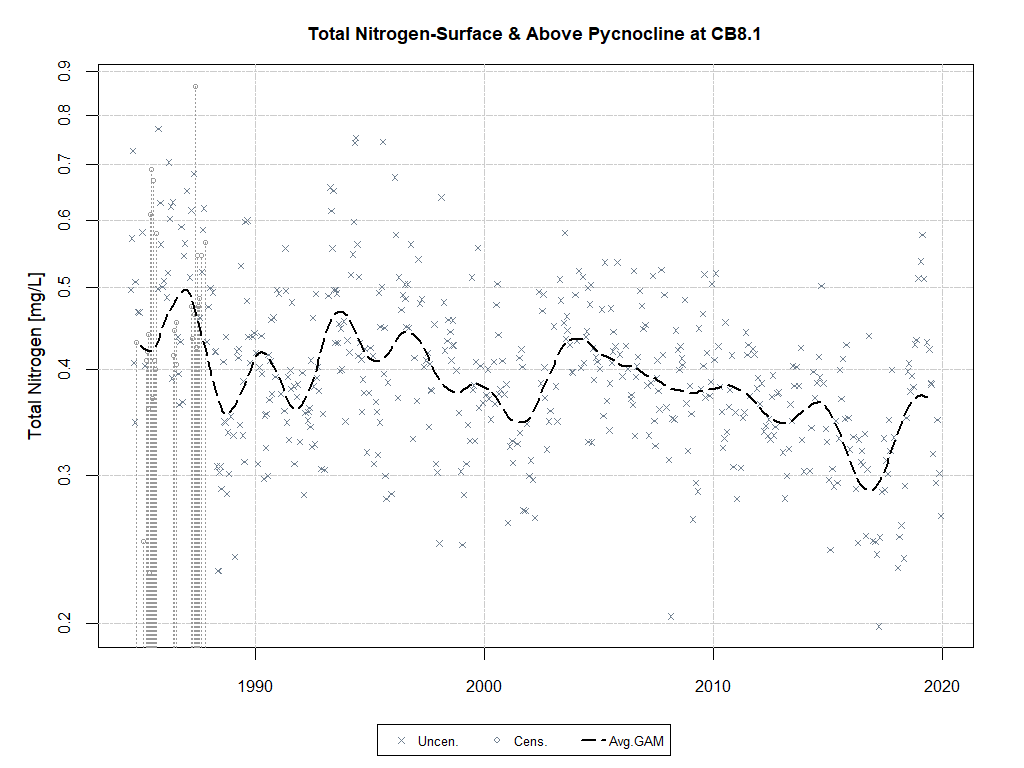 Total Nitrogen-Surface & Above Pycnocline at CB8.1
Total Nitrogen [mg/L]
0.9
0.8
0.7
0.6
0.5
0.4
0.3
0.2
1990 2000 2010 2020
Uncen. Cens. Avg.GAM